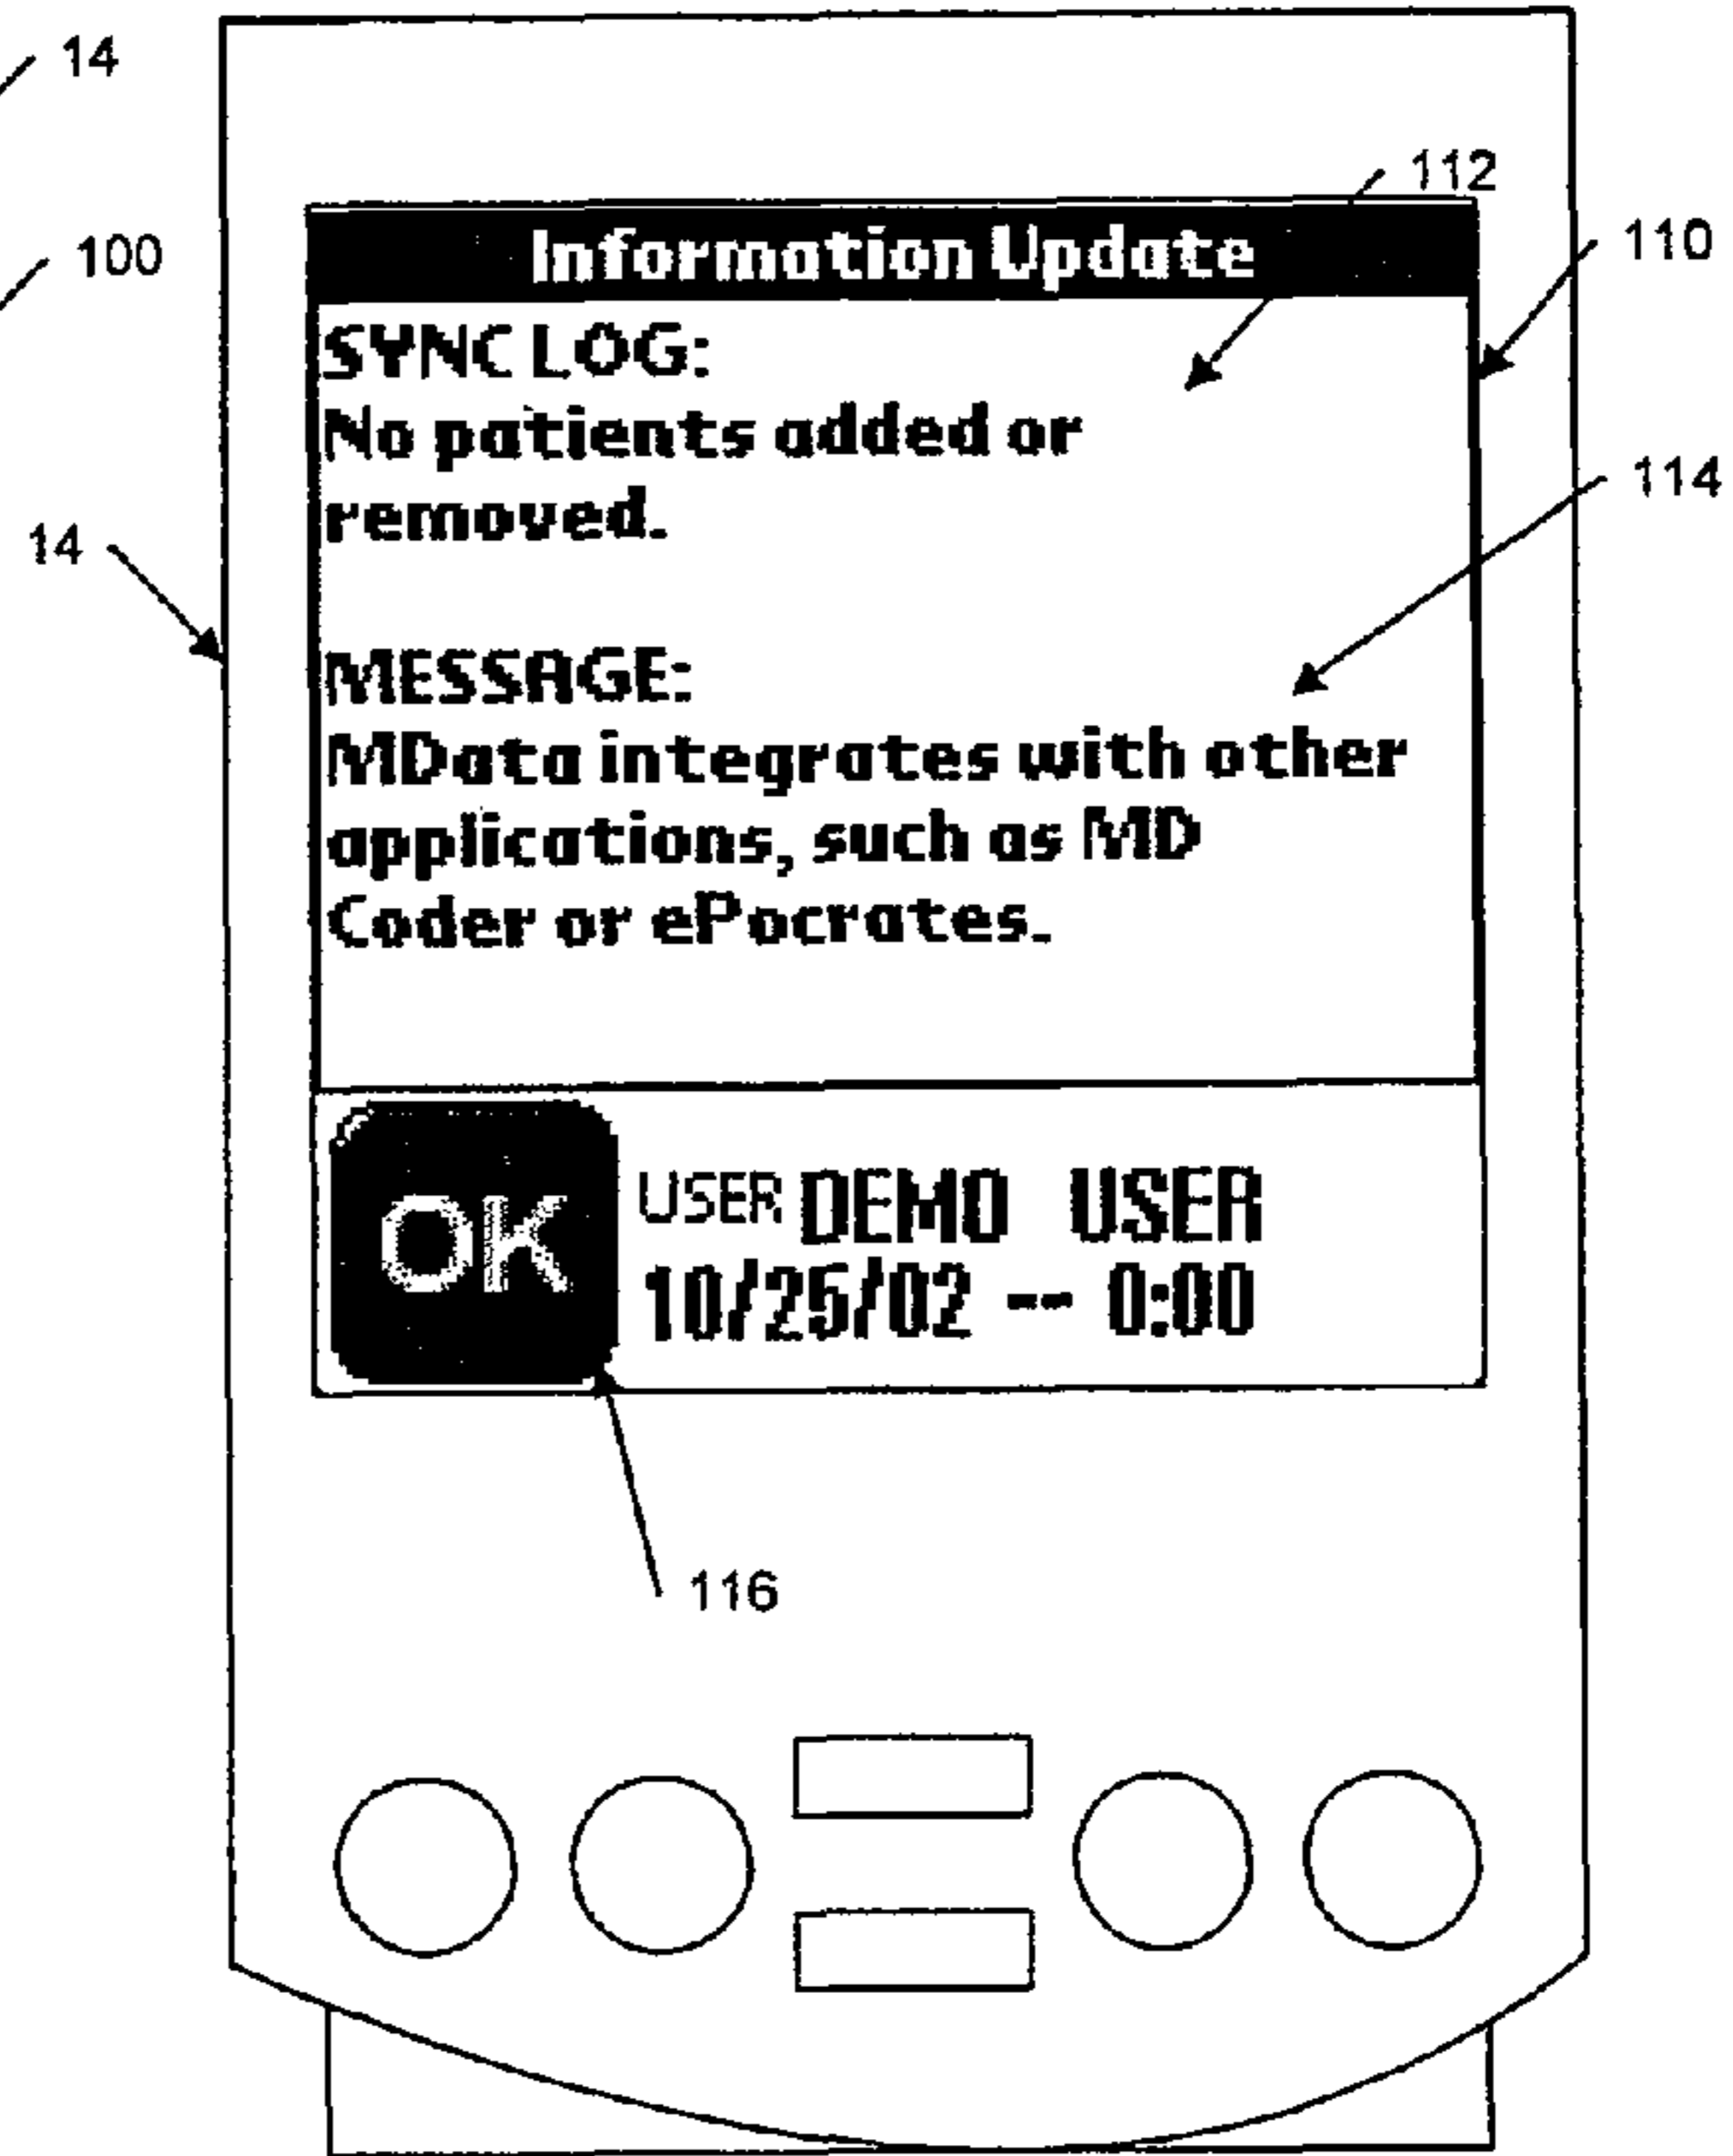 14
112
100
110
Information Update
SYNC LOG:
No patients added or
removed.
114
14
MESSAGE:
MData integrates with other
applications, such as MD
Coder or ePocrates.
OK
USER DEMO USER
10/25/02 -- 0:00
116